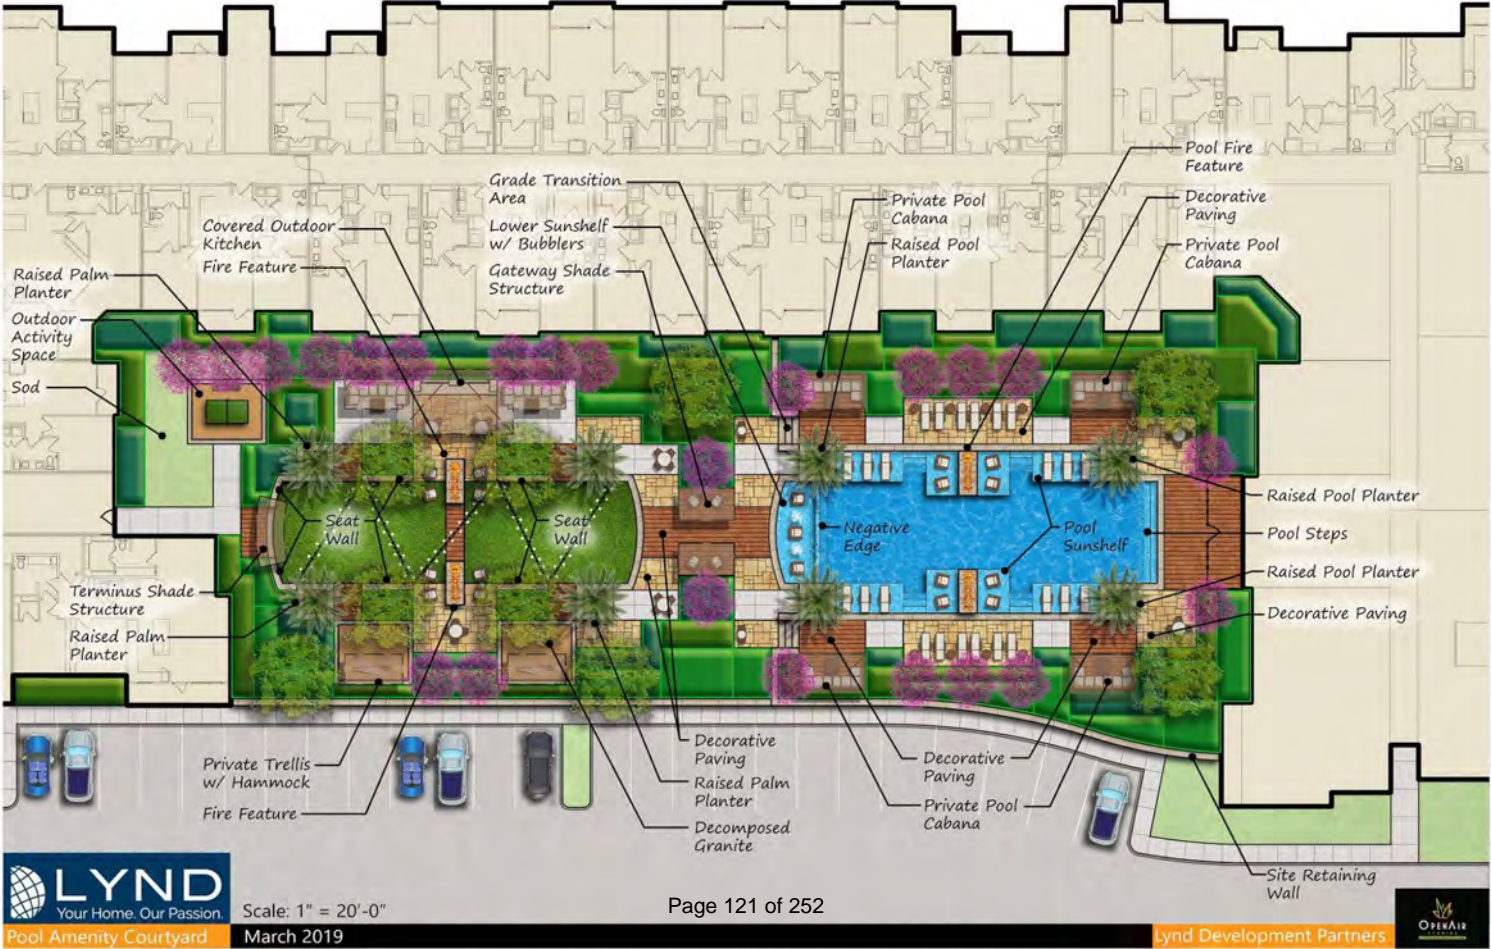 Pool Fire
Feature
Grade Transition
Area
Private Pool
Cabana
Decorative
Paving
Covered Outdoor
Kitchen
Lower Sunshelf
w/ Bubblers
Raised Pool
Planter
Private Pool
Cabana
Fire Feature
Gateway Shade
Structure
Raised Palm
Planter
Outdoor
Activity
Space
Sod
Seat
Wall
Seat
Wall
Negative
Edge
Pool
Sunshelf
Raised Pool Planter
Pool Steps
Raised Pool Planter
Decorative Paving
Terminus Shade
Structure
Raised Palm
Planter
Private Trellis
w/ Hammock
Fire Feature
Decorative
Paving
Raised Palm
Planter
Decomposed
Granite
Decorative
Paving
Private Pool
Cabana
Site Retaining
Wall
LYND
Your Home. Our Passion.
Scale: 1" = 20'-0"
Page 121 of 252
OPENAIR
STUDIOS
Pool Amenity Courtyard
March 2019
Lynd Development Partners